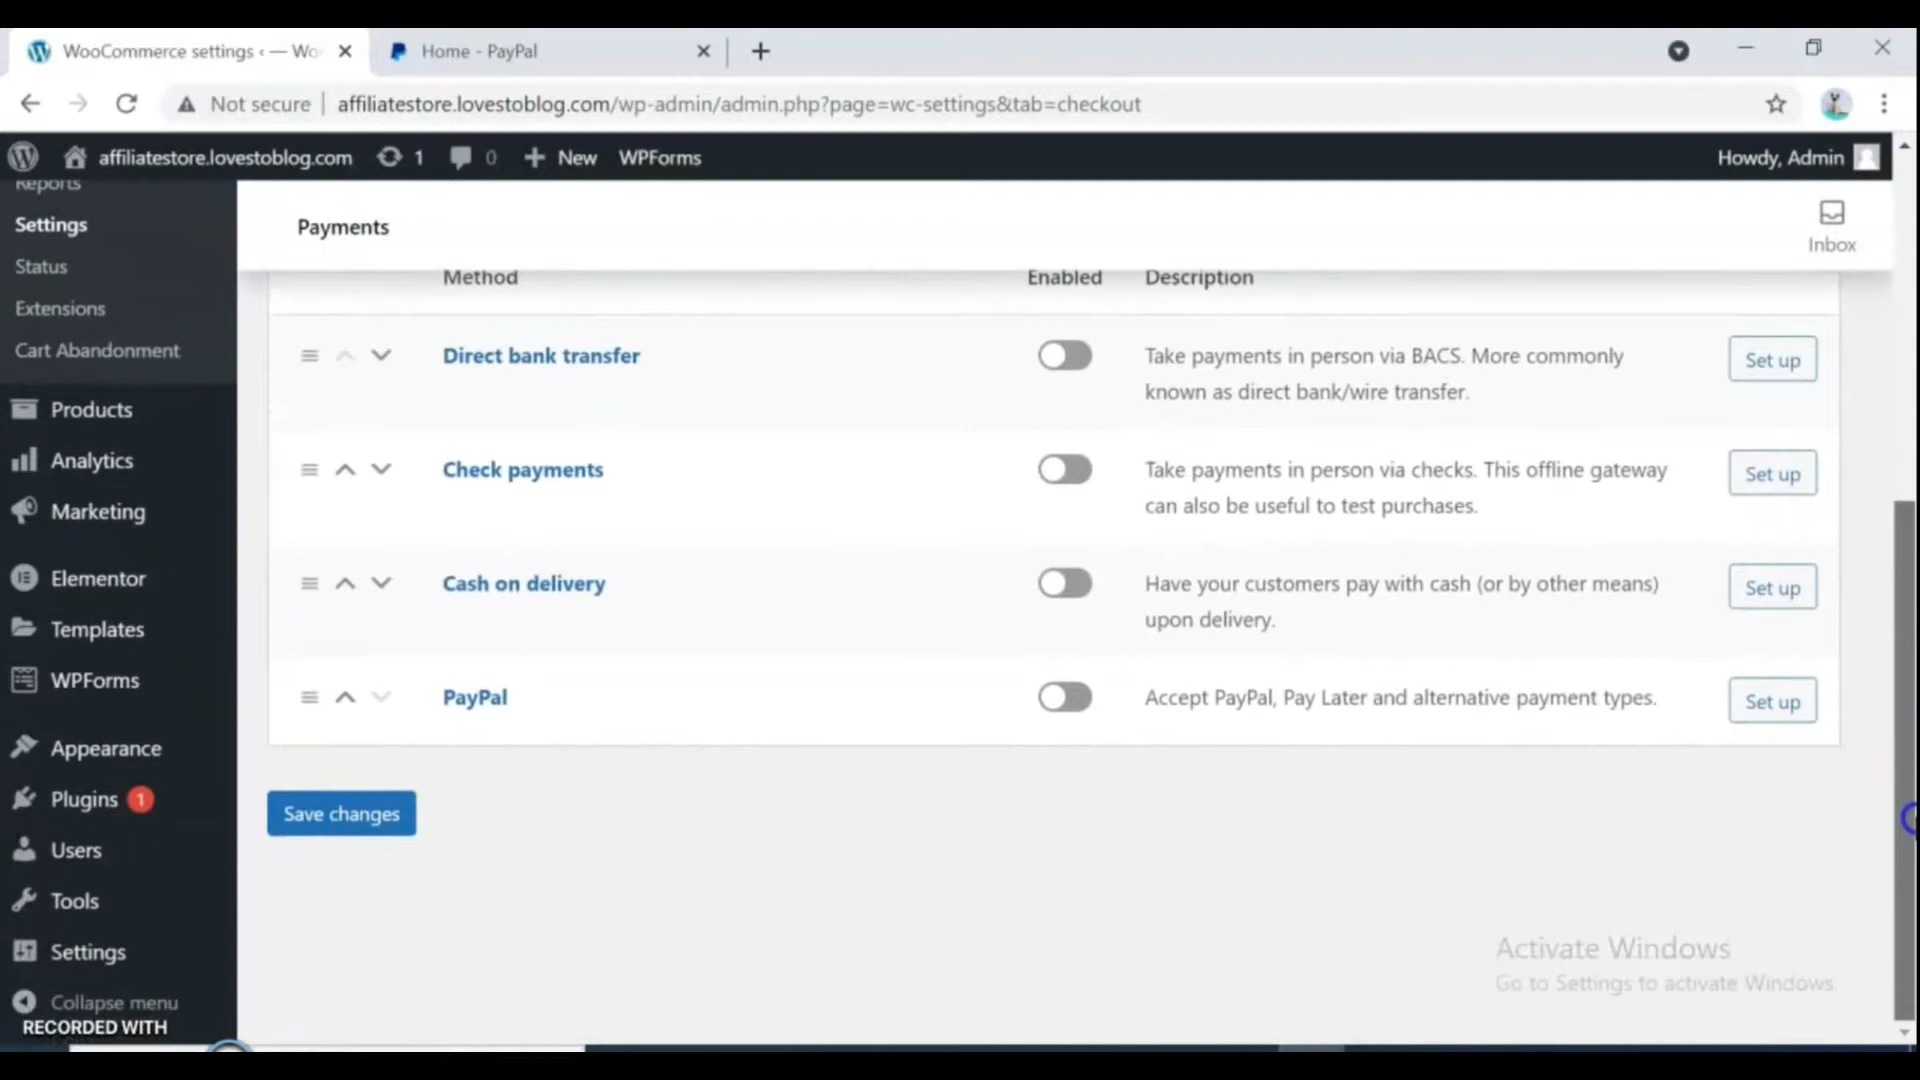 WooCommerce settings ‹ — Wo
Home - PayPal
Not secure
affiliatestore.lovestoblog.com/wp-admin/admin.php?page=wc-settings&tab=checkout
affiliatestore.lovestoblog.com
1
0
New
WPForms
Howdy, Admin
Reports
Settings
Status
Extensions
Cart Abandonment
Products
Analytics
Marketing
Elementor
Templates
WPForms
Appearance
Plugins 1
Users
Tools
Settings
Collapse menu
RECORDED WITH
Payments
Inbox
Method Enabled Description
Direct bank transfer
Take payments in person via BACS. More commonly
known as direct bank/wire transfer.
Set up
Check payments
Take payments in person via checks. This offline gateway
can also be useful to test purchases.
Set up
Cash on delivery
Have your customers pay with cash (or by other means)
upon delivery.
Set up
PayPal
Accept PayPal, Pay Later and alternative payment types.
Set up
Save changes
Activate Windows
Go to Settings to activate Windows.